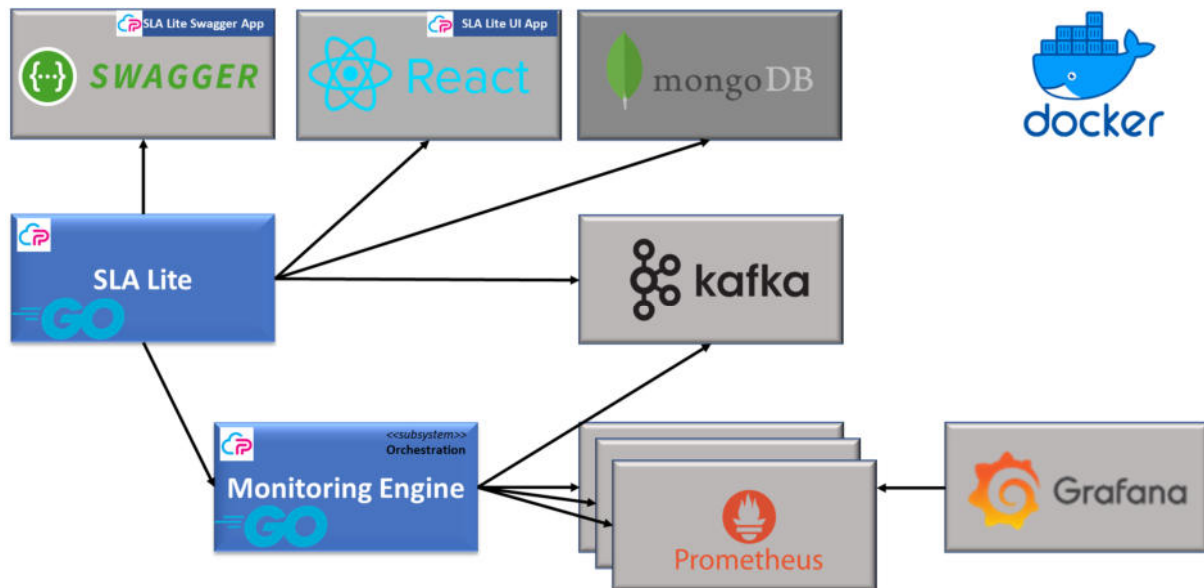 SLA Lite Swagger App
{···} SWAGGER
SLA Lite UI App
React
mongoDB
docker
SLA Lite
GO
kafka
<<subsystem>>
Orchestration
Monitoring Engine
GO
Prometheus
Grafana